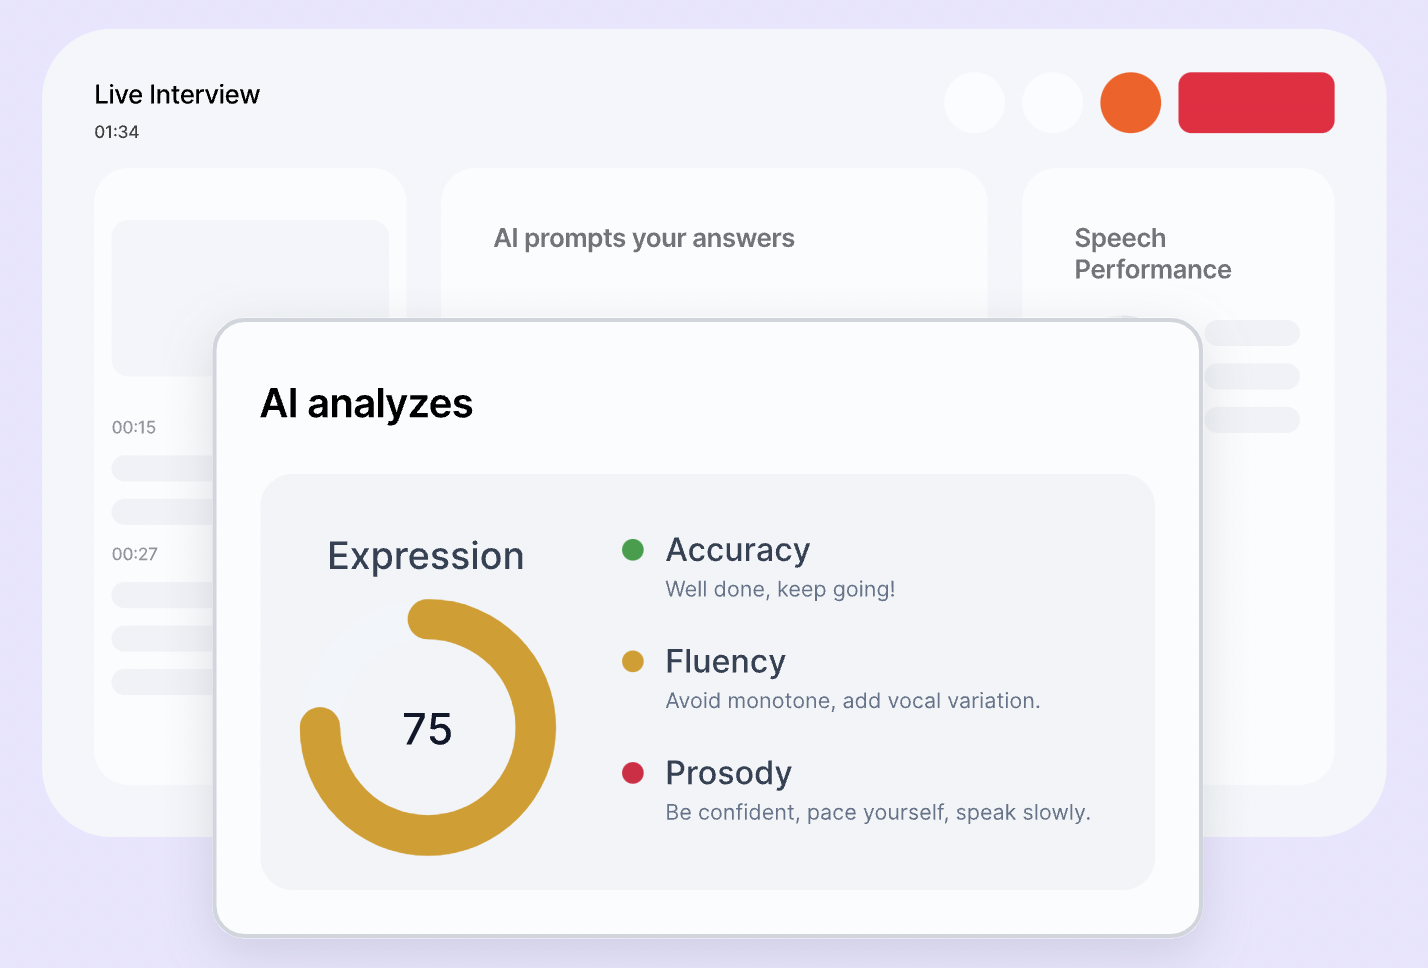 Live Interview
01:34
AI prompts your answers
Speech
Performance
00:15
00:27
AI analyzes
Expression
75
Accuracy
Well done, keep going!
Fluency
Avoid monotone, add vocal variation.
Prosody
Be confident, pace yourself, speak slowly.